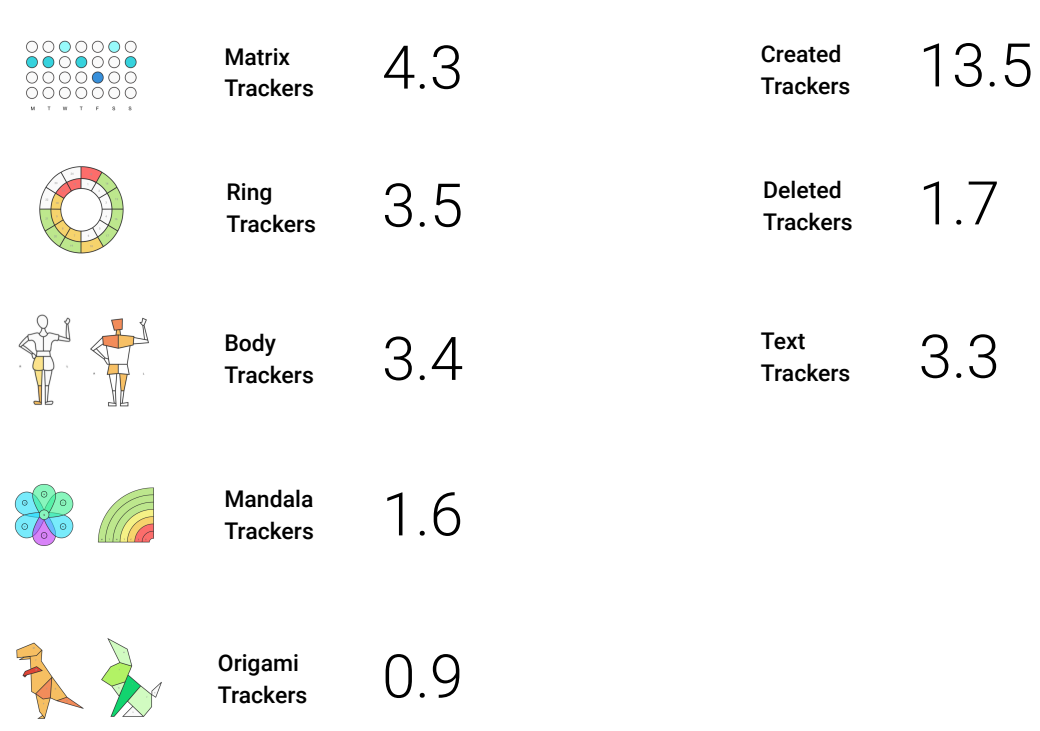 Matrix
Trackers
4.3
Created
Trackers
13.5
M T W T F S S
Ring
Trackers
3.5
Deleted
Trackers
1.7
Body
Trackers
3.4
Text
Trackers
3.3
Mandala
Trackers
1.6
Origami
Trackers
0.9